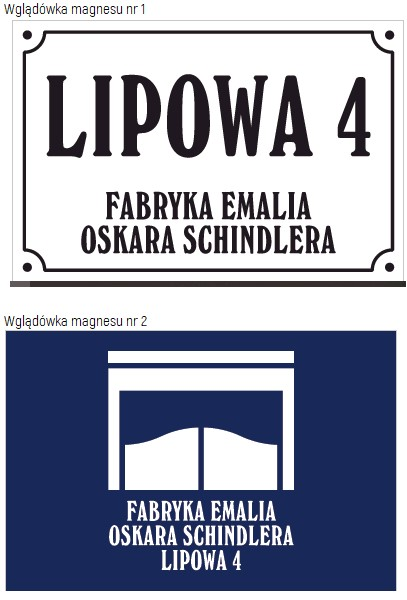 Wglądówka magnesu nr 1
LIPOWA 4
FABRYKA EMALIA
OSKARA SCHINDLERA
Wglądówka magnesu nr 2
FABRYKA EMALIA
OSKARA SCHINDLERA
LIPOWA 4